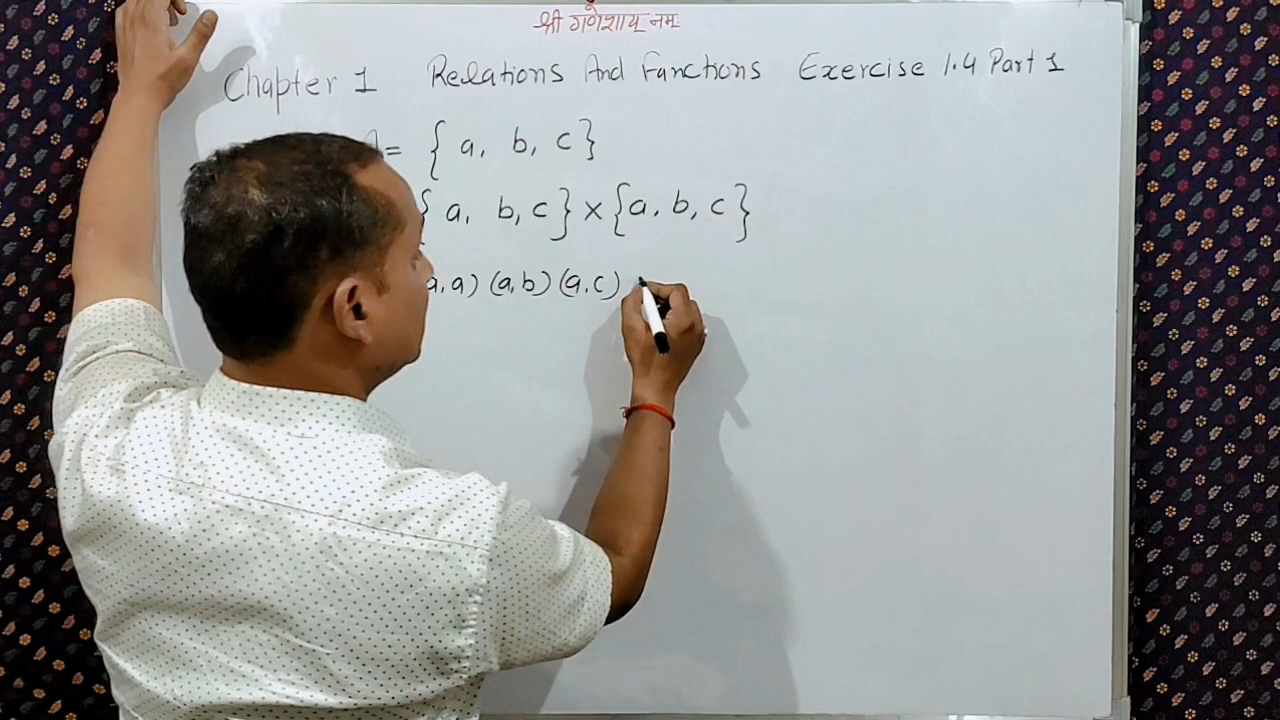 श्री गणेशाय नमः
Chapter 1 Relations And Functions Exercise 1.4 Part 1
A= { a, b, c}
{ a, b, c } × {a, b, c }
a, a) (a,b) (a,c)